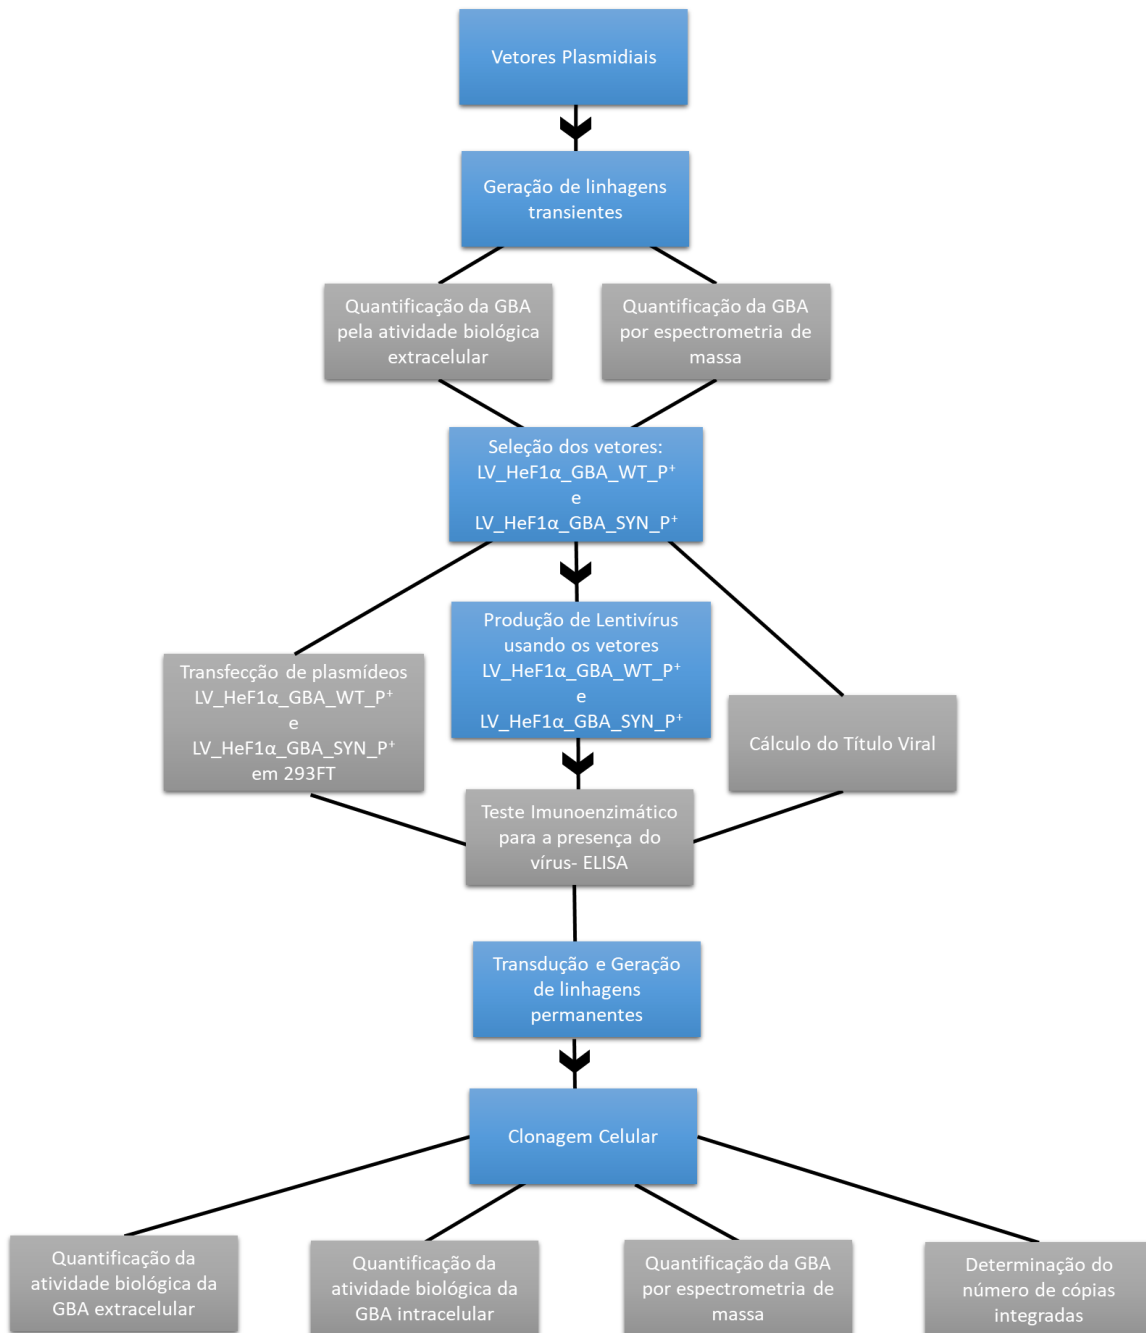 Vetores Plasmidiais
Geração de linhagens
transientes
Quantificação da GBA
pela atividade biológica
extracelular
Quantificação da GBA
por espectrometria de
massa
Seleção dos vetores:
LV_HeF1α_GBA_WT_P⁺
e
LV_HeF1α_GBA_SYN_P⁺
Transfecção de plasmídeos
LV_HeF1α_GBA_WT_P⁺
e
LV_HeF1α_GBA_SYN_P⁺
em 293FT
Produção de Lentivírus
usando os vetores
LV_HeF1α_GBA_WT_P⁺
e
LV_HeF1α_GBA_SYN_P⁺
Cálculo do Título Viral
Teste Imunoenzimático
para a presença do
vírus- ELISA
Transdução e Geração
de linhagens
permanentes
Clonagem Celular
Quantificação da
atividade biológica da
GBA extracelular
Quantificação da
atividade biológica da
GBA intracelular
Quantificação da GBA
por espectrometria de
massa
Determinação do
número de cópias
integradas